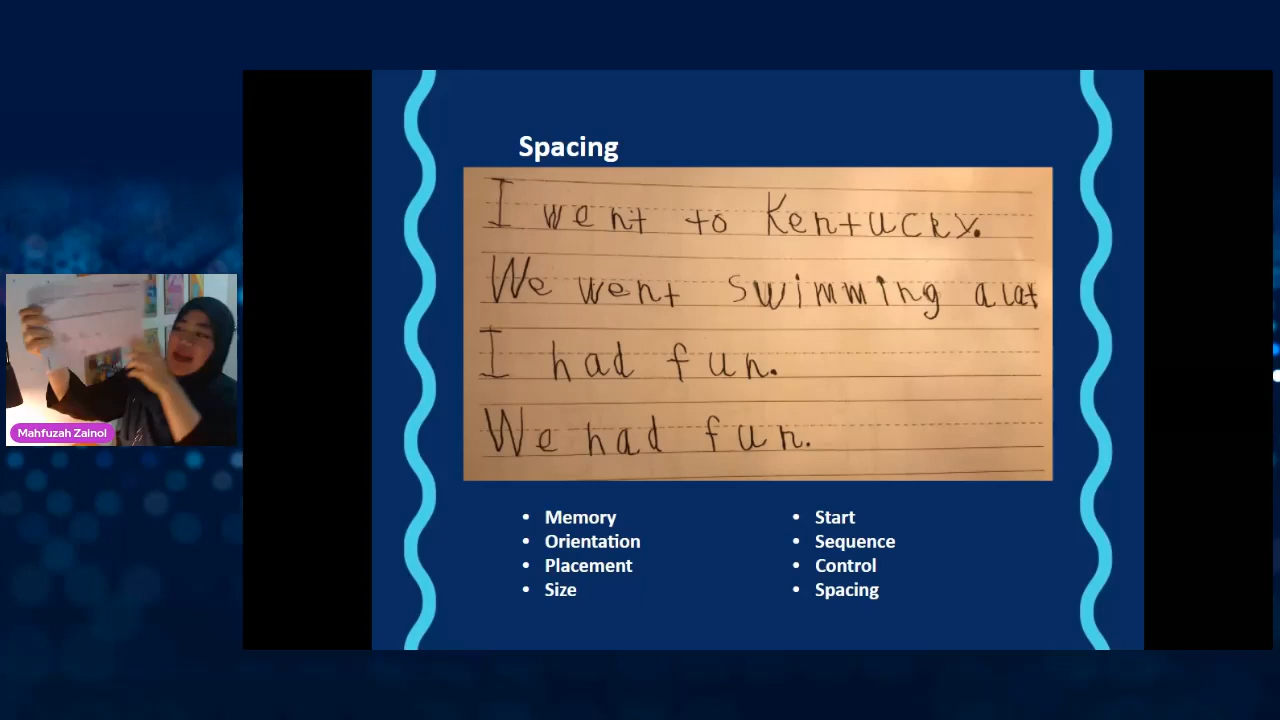 Spacing
I went to Kentucky.
We went swimming a lat
I had fun.
We had fun.
Mahfuzah Zainol
• Memory
• Orientation
• Placement
• Size
• Start
• Sequence
• Control
• Spacing